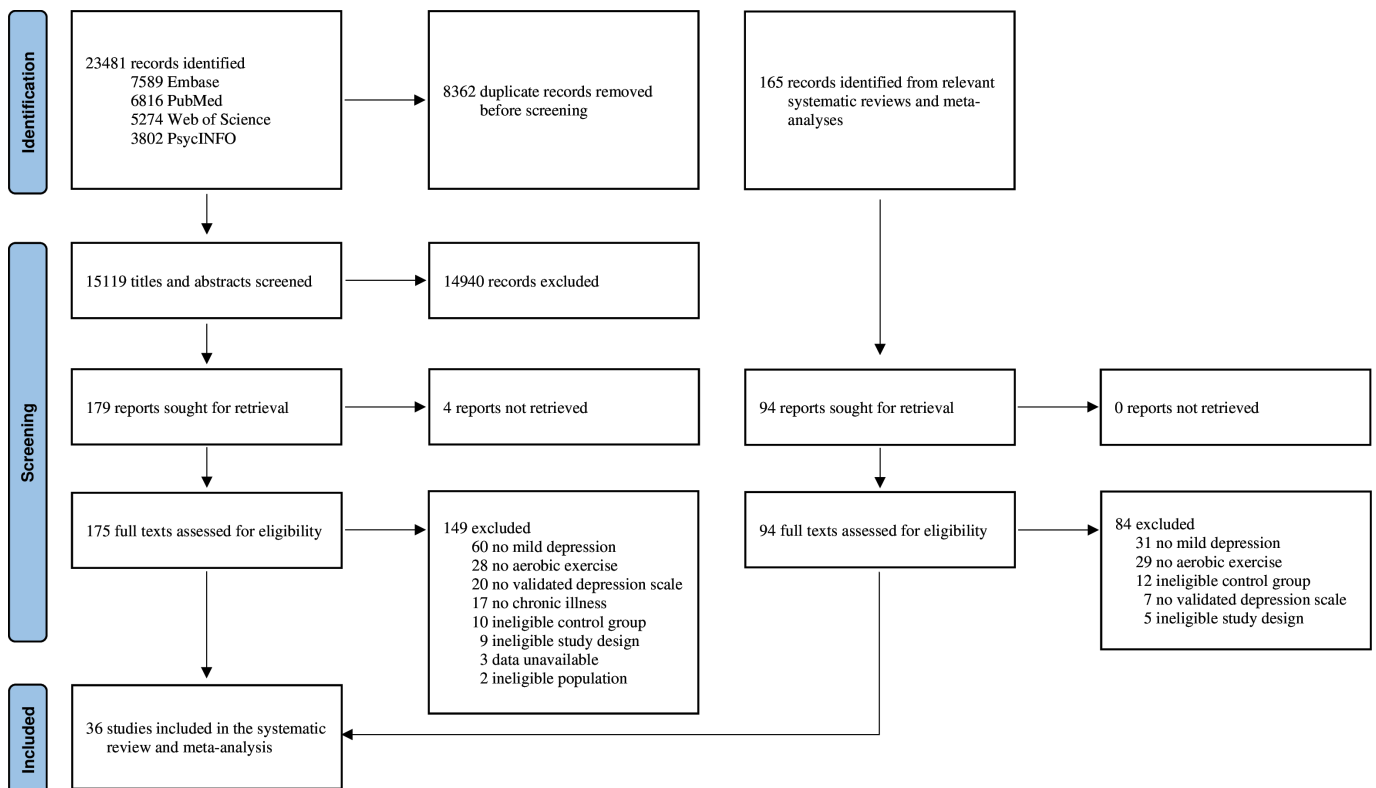 Identification
23481 records identified
7589 Embase
6816 PubMed
5274 Web of Science
3802 PsycINFO
8362 duplicate records removed
before screening
165 records identified from relevant
systematic reviews and meta-
analyses
Screening
15119 titles and abstracts screened
14940 records excluded
179 reports sought for retrieval
4 reports not retrieved
94 reports sought for retrieval
0 reports not retrieved
175 full texts assessed for eligibility
149 excluded
60 no mild depression
28 no aerobic exercise
20 no validated depression scale
17 no chronic illness
10 ineligible control group
9 ineligible study design
3 data unavailable
2 ineligible population
94 full texts assessed for eligibility
84 excluded
31 no mild depression
29 no aerobic exercise
12 ineligible control group
7 no validated depression scale
5 ineligible study design
Included
36 studies included in the systematic
review and meta-analysis